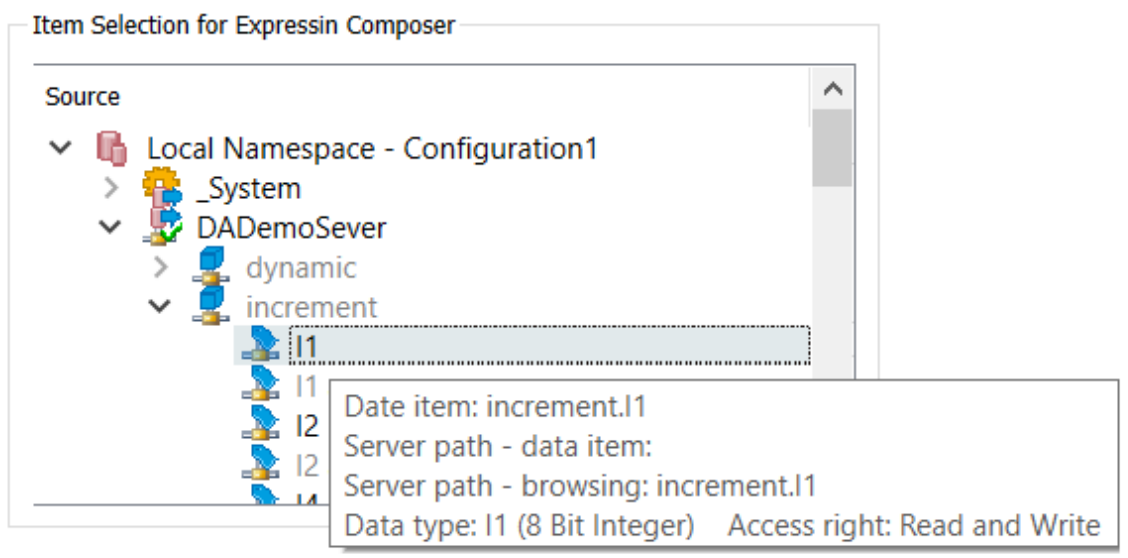 Item Selection for Expressin Composer
Source
Local Namespace - Configuration1
_System
DADemoSever
dynamic
increment
I1
I1
I2
I2
I4
Date item: increment.I1
Server path - data item:
Server path - browsing: increment.I1
Data type: I1 (8 Bit Integer) Access right: Read and Write